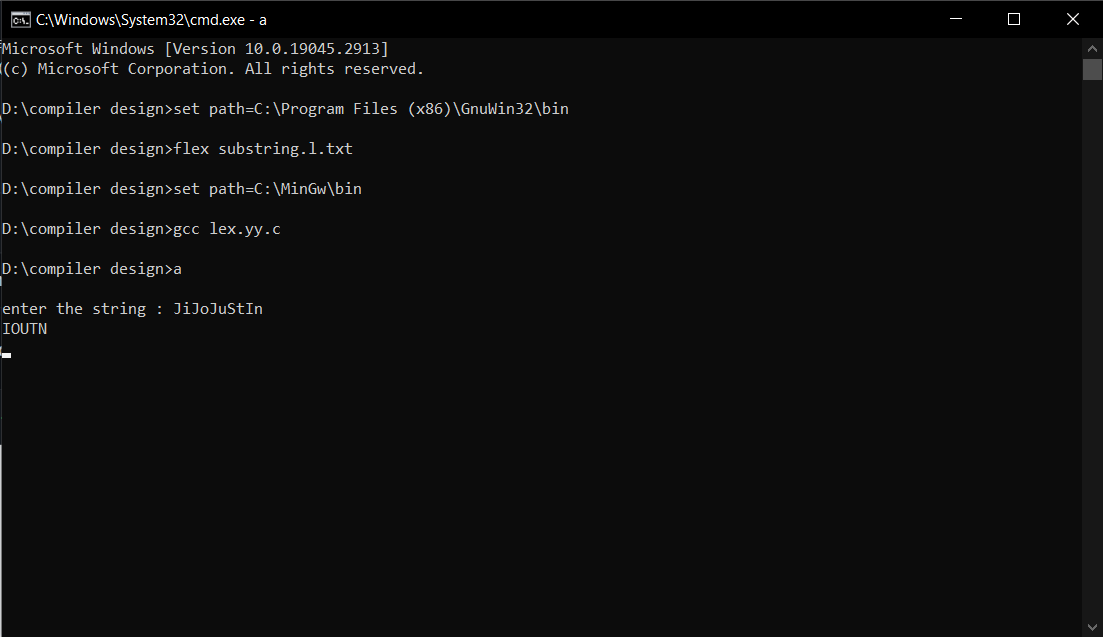 C:\Windows\System32\cmd.exe - a
Microsoft Windows [Version 10.0.19045.2913]
(c) Microsoft Corporation. All rights reserved.
D:\compiler design>set path=C:\Program Files (x86)\GnuWin32\bin
D:\compiler design>flex substring.l.txt
D:\compiler design>set path=C:\MinGw\bin
D:\compiler design>gcc lex.yy.c
D:\compiler design>a
enter the string : JiJoJuStIn
IOUTN